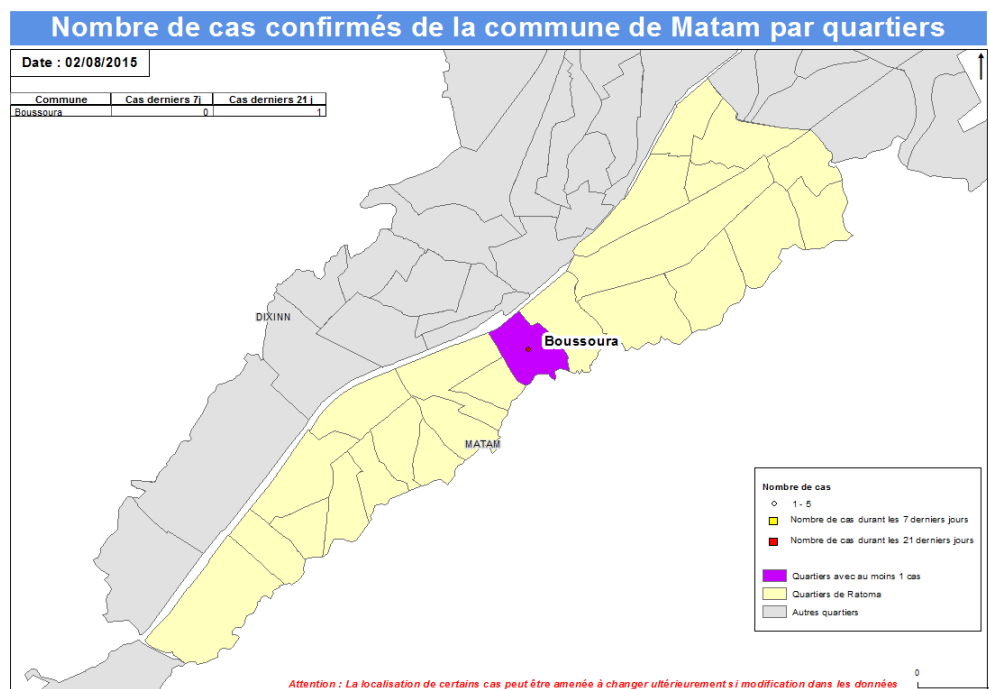 Nombre de cas confirmés de la commune de Matam par quartiers
Date : 02/08/2015
Commune Cas derniers 7j Cas derniers 21 j
Boussoura 0 1
DIXINN
Boussoura
MATAM
Nombre de cas
1 - 5
Nombre de cas durant les 7 derniers jours
Nombre de cas durant les 21 derniers jours
Quartiers avec au moins 1 cas
Quartiers de Ratoma
Autres quartiers
0
Attention : La localisation de certains cas peut être amenée à changer ultérieurement si modification dans les données